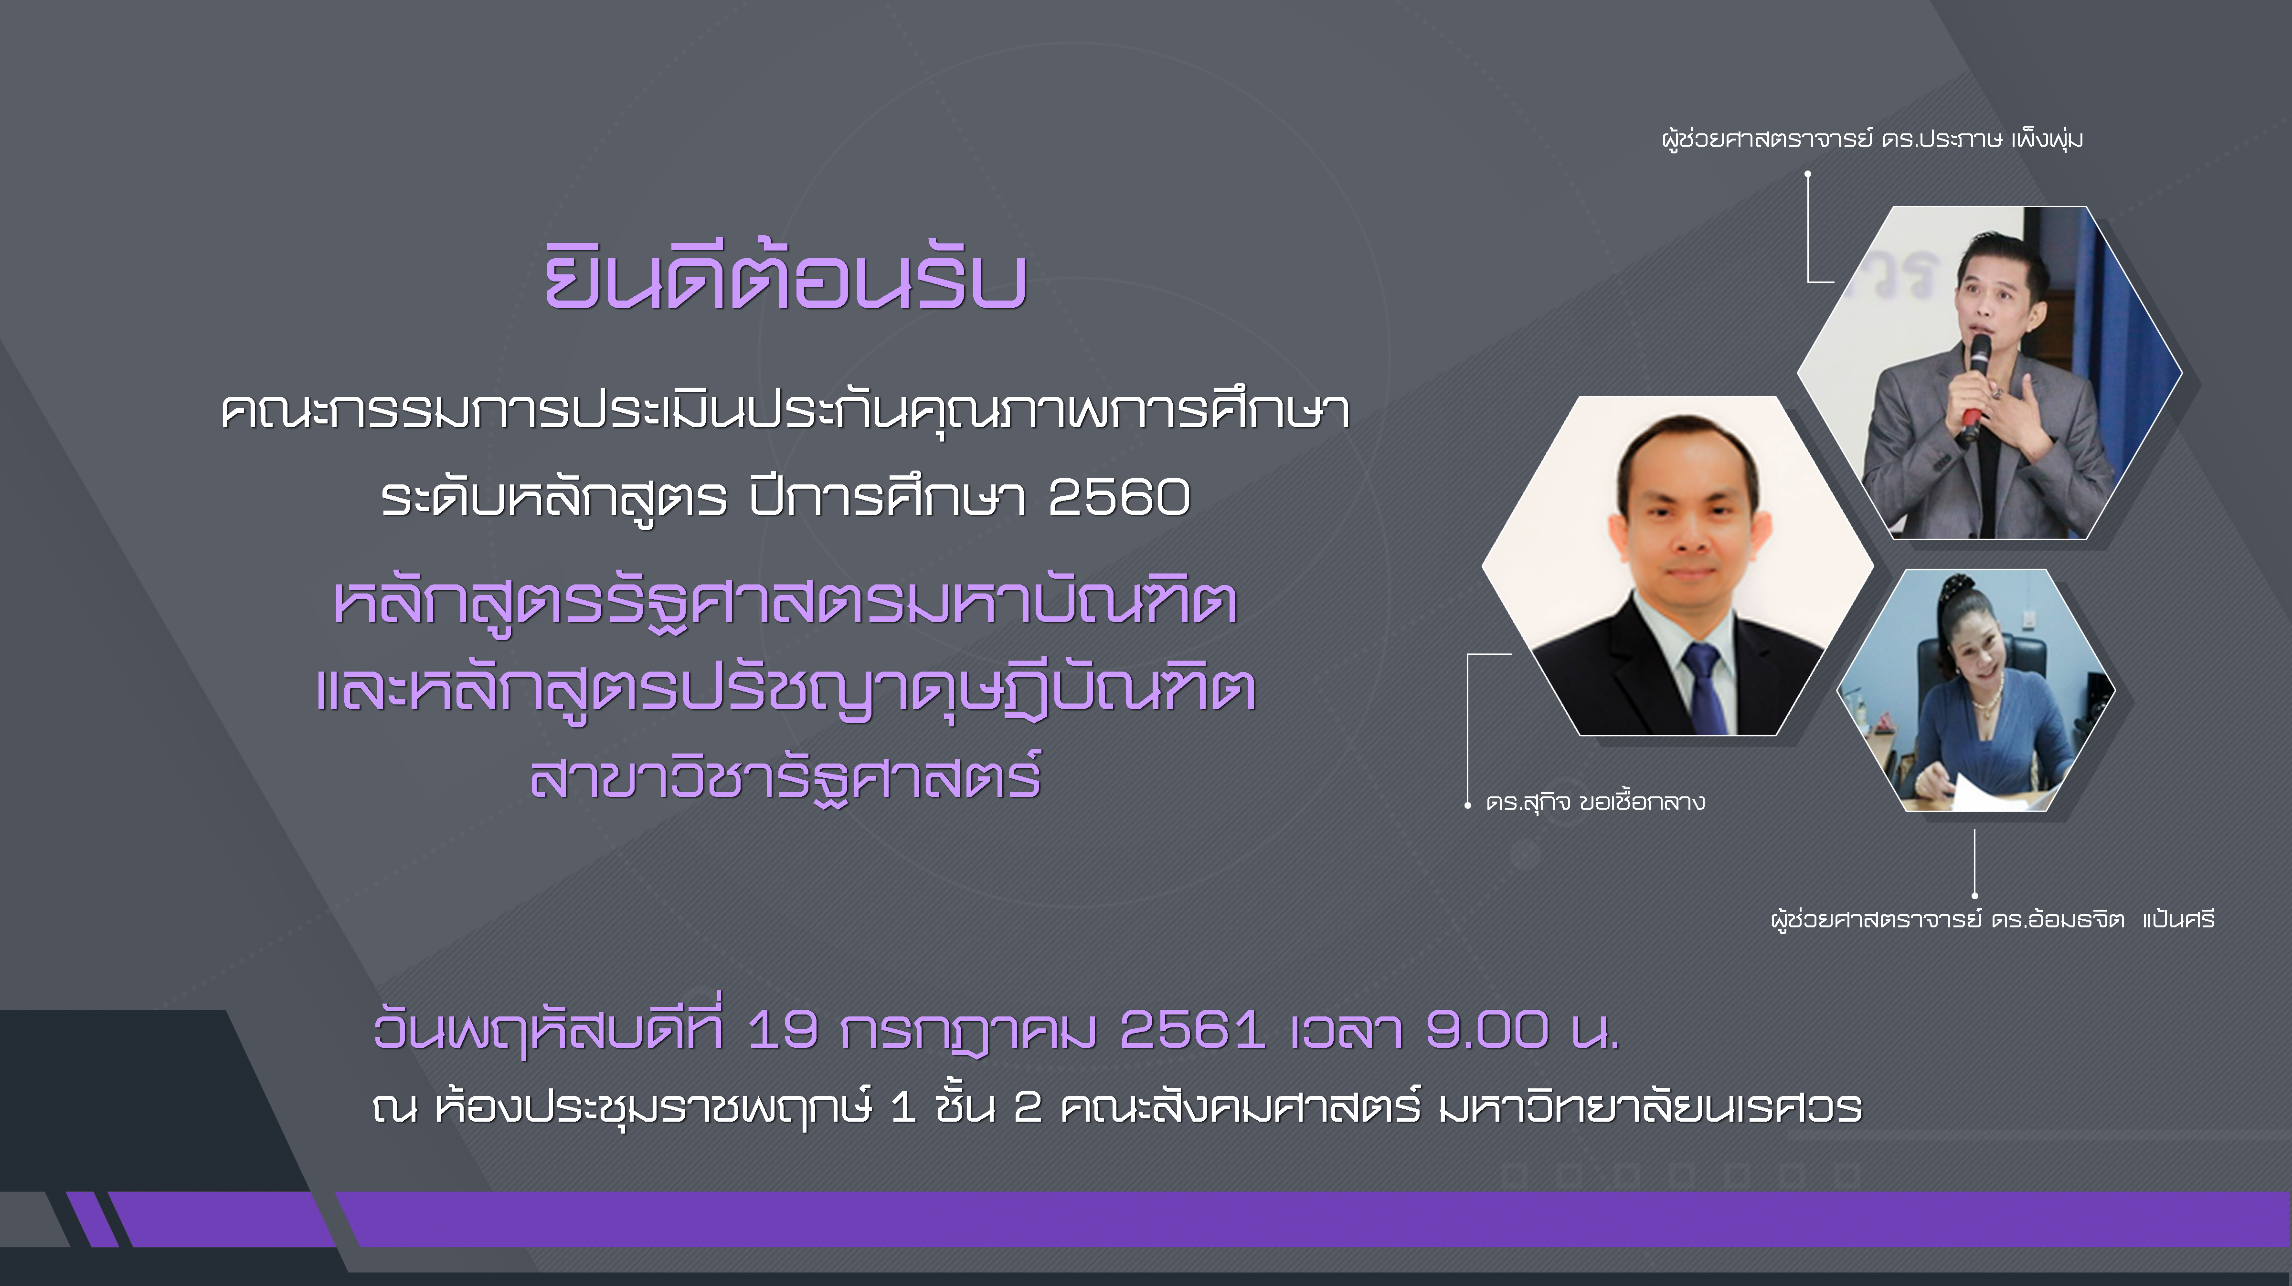 ยินดีต้อนรับ
คณะกรรมการประเมินประกันคุณภาพการศึกษา
ระดับหลักสูตร ปีการศึกษา 2560
หลักสูตรรัฐศาสตรมหาบัณฑิต
และหลักสูตรปรัชญาดุษฎีบัณฑิต
สาขาวิชารัฐศาสตร์
ผู้ช่วยศาสตราจารย์ ดร.ประภาษ เพ็งพุ่ม
วร
ดร.สุกิจ ขอเชื้อกลาง
ผู้ช่วยศาสตราจารย์ ดร.อ้อมธจิต แป้นศรี
วันพฤหัสบดีที่ 19 กรกฎาคม 2561 เวลา 9.00 น.
ณ ห้องประชุมราชพฤกษ์ 1 ชั้น 2 คณะสังคมศาสตร์ มหาวิทยาลัยนเรศวร